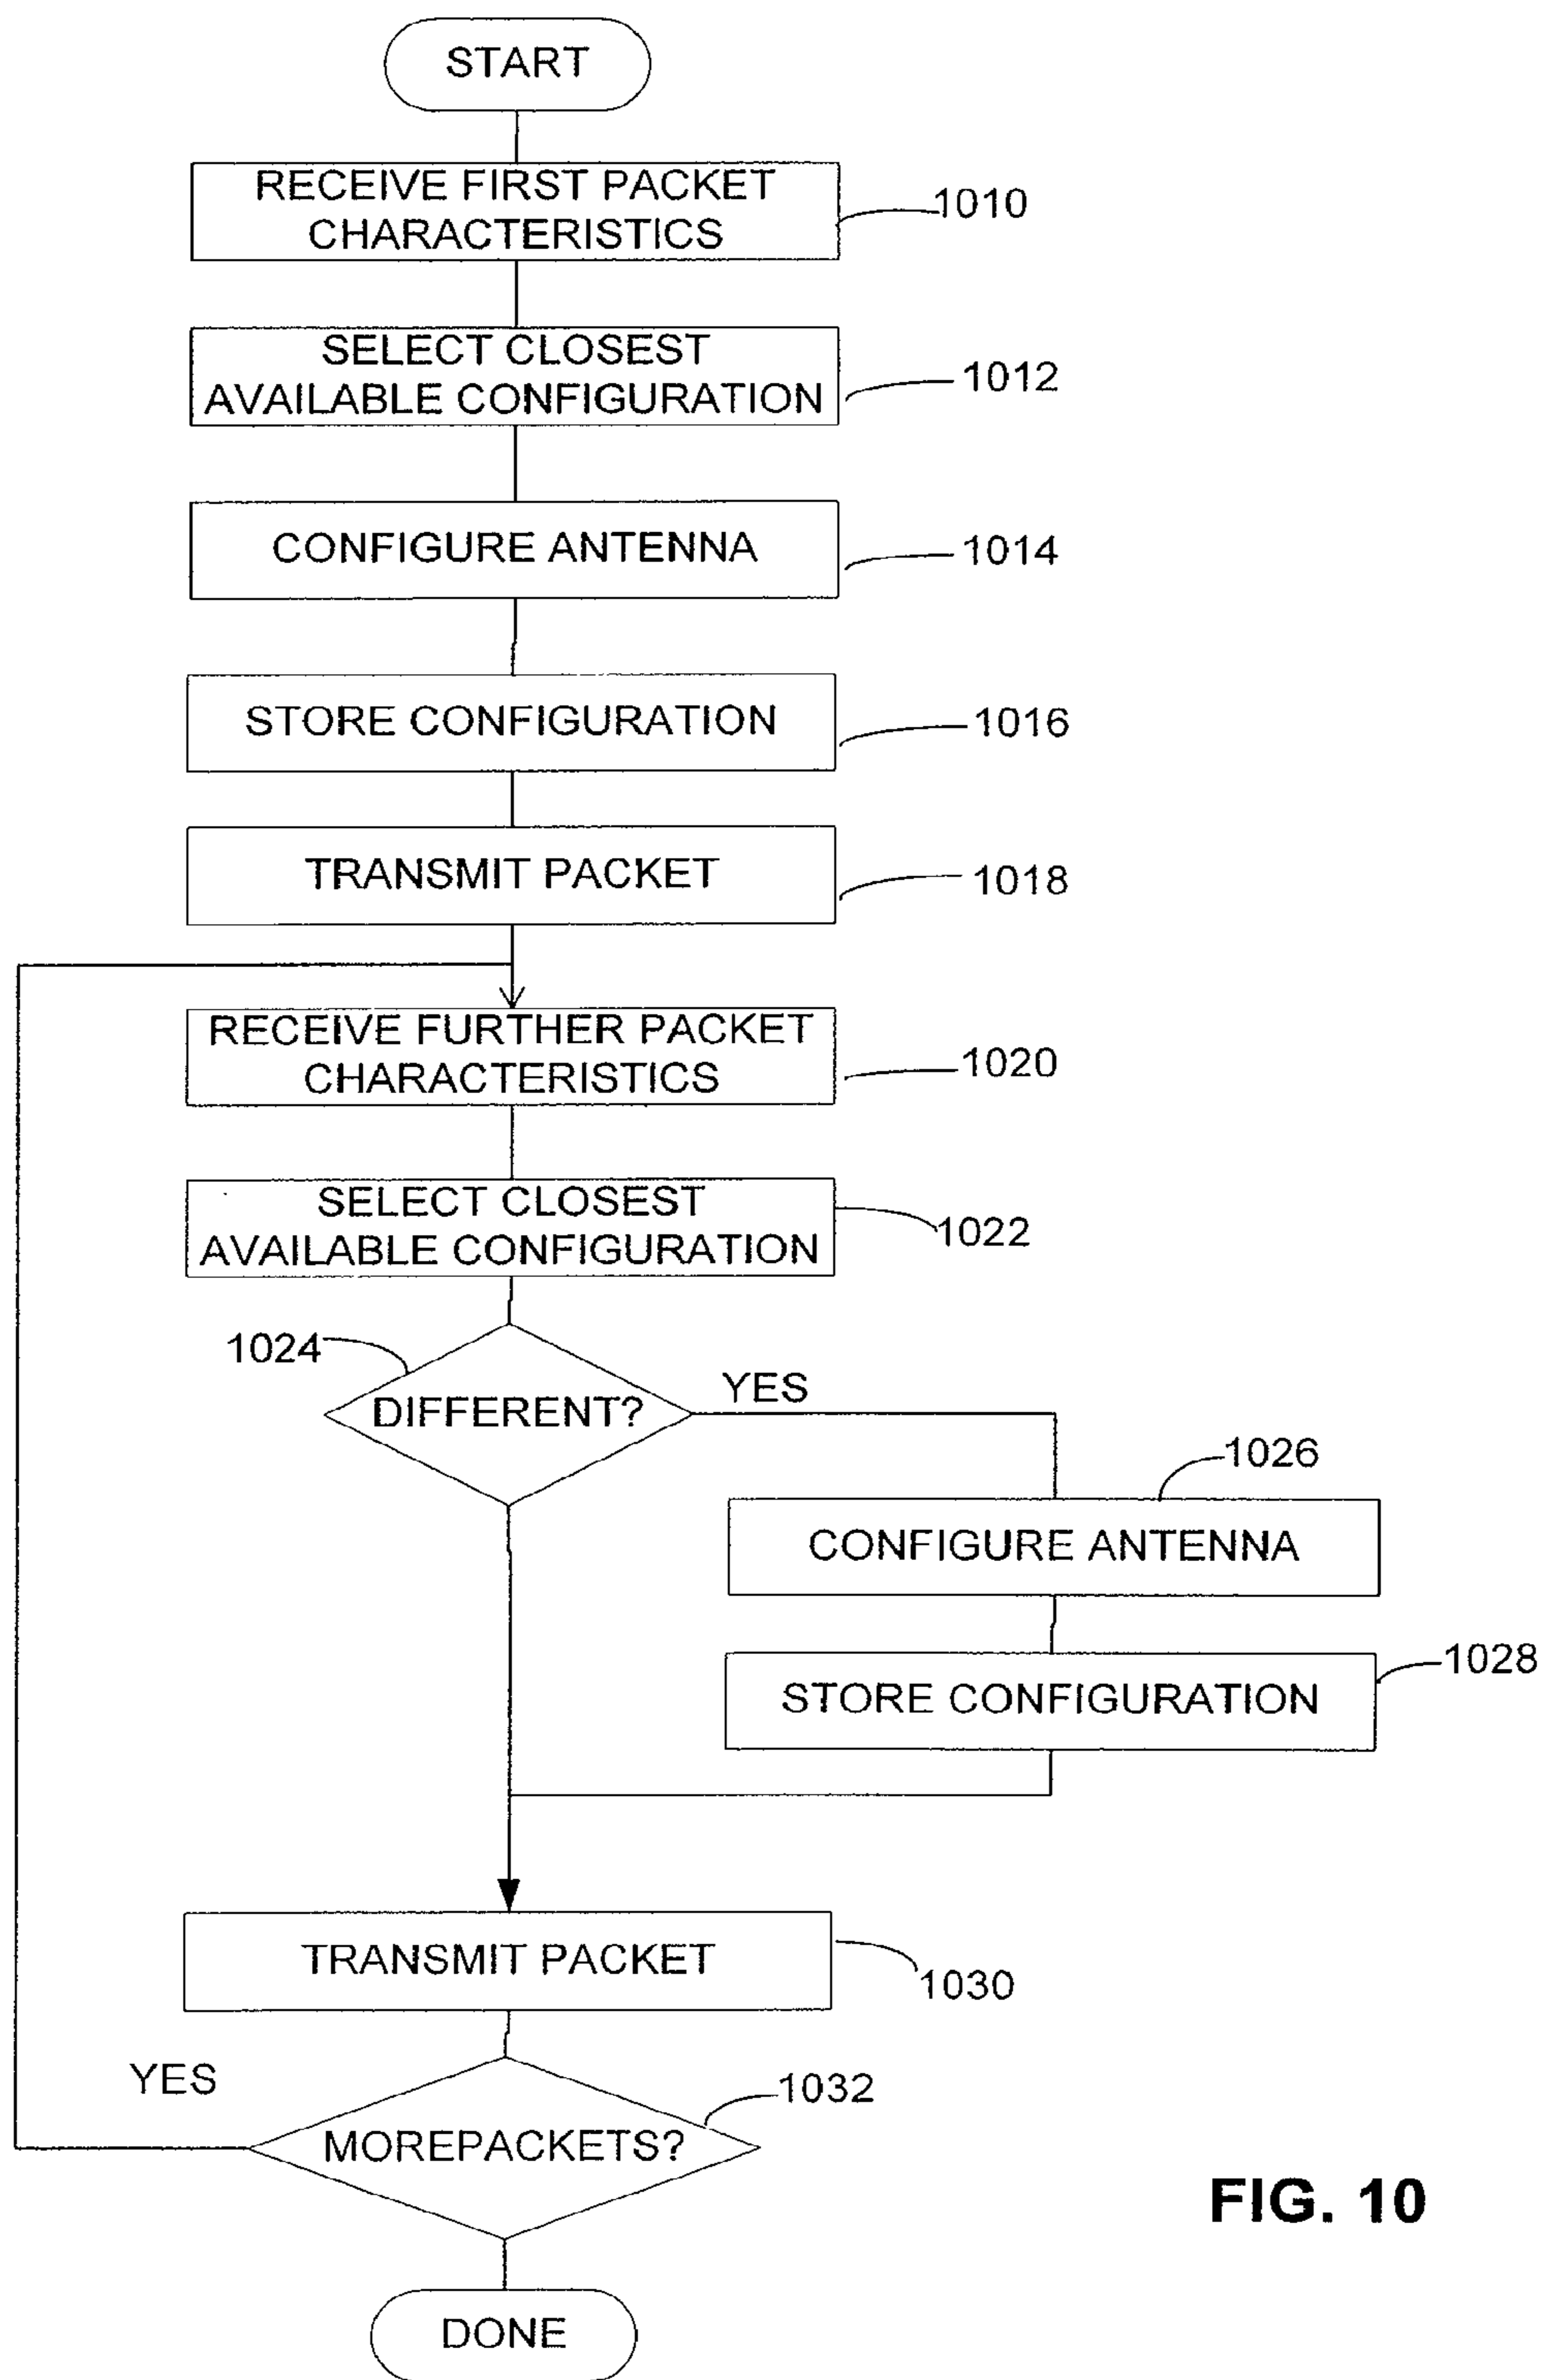 START
RECEIVE FIRST PACKET
CHARACTERISTICS
1010
SELECT CLOSEST
AVAILABLE CONFIGURATION
1012
CONFIGURE ANTENNA
1014
STORE CONFIGURATION
1016
TRANSMIT PACKET
1018
RECEIVE FURTHER PACKET
CHARACTERISTICS
1020
SELECT CLOSEST
AVAILABLE CONFIGURATION
1022
1024
DIFFERENT?
YES
1026
CONFIGURE ANTENNA
STORE CONFIGURATION
1028
TRANSMIT PACKET
1030
YES
1032
MOREPACKETS?
DONE
FIG. 10